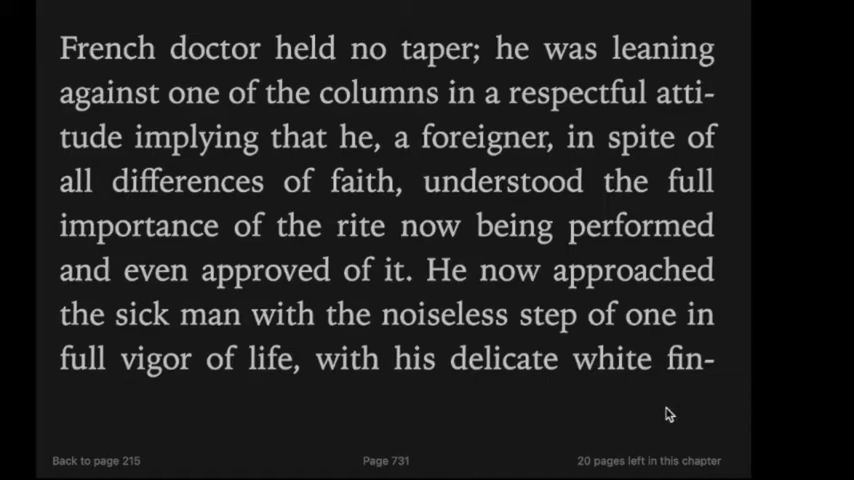 French doctor held no taper; he was leaning
against one of the columns in a respectful atti-
tude implying that he, a foreigner, in spite of
all differences of faith, understood the full
importance of the rite now being performed
and even approved of it. He now approached
the sick man with the noiseless step of one in
full vigor of life, with his delicate white fin-
Back to page 215
Page 731
20 pages left in this chapter